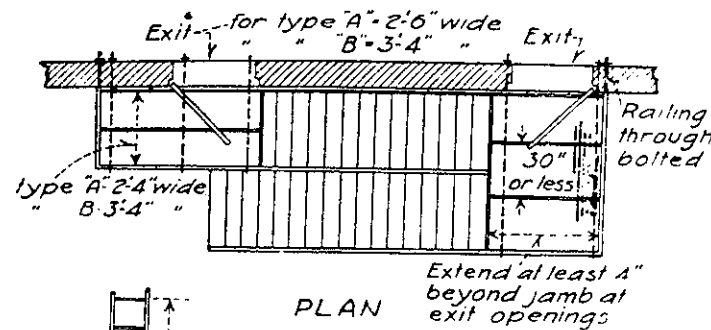 Exit for type "A"=2'-6" wide
" " "B"=3'-4" "
Exit
Railing
through
bolted
type "A"-2'-4" wide
" B-3'-4" "
30"
or less
x
Extend at least 4"
beyond jamb at
exit openings
PLAN